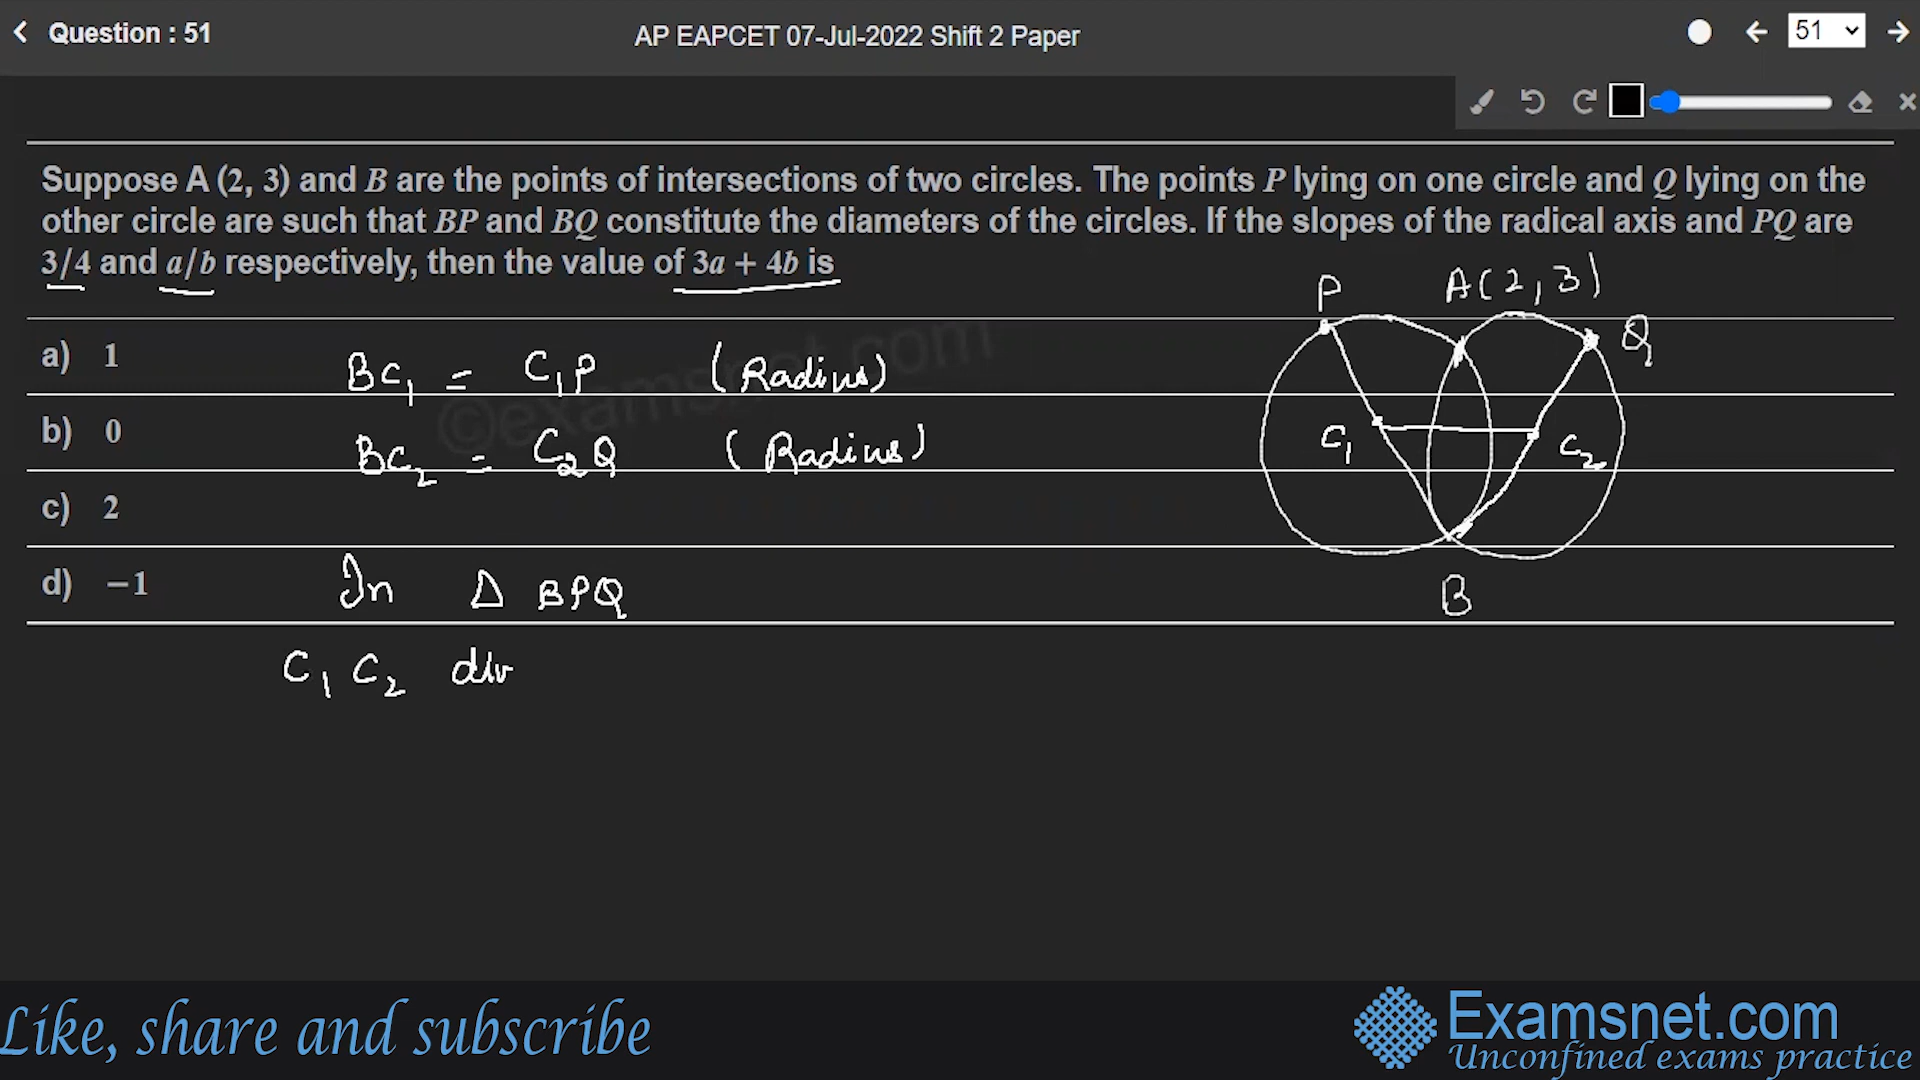 Question : 51
AP EAPCET 07-Jul-2022 Shift 2 Paper
51
Suppose A (2, 3) and B are the points of intersections of two circles. The points P lying on one circle and Q lying on the
other circle are such that BP and BQ constitute the diameters of the circles. If the slopes of the radical axis and PQ are
3/4 and a/b respectively, then the value of 3a + 4b is
P A(2,3)
Q
a) 1
BC₁ = C₁P (Radius)
©examsnet.com
b) 0
BC₂ = C₂Q (Radius)
C₁ C₂
c) 2
d) −1
In Δ BPQ
B
C₁ C₂ div
Like, share and subscribe
Examsnet.com
Unconfined exams practice